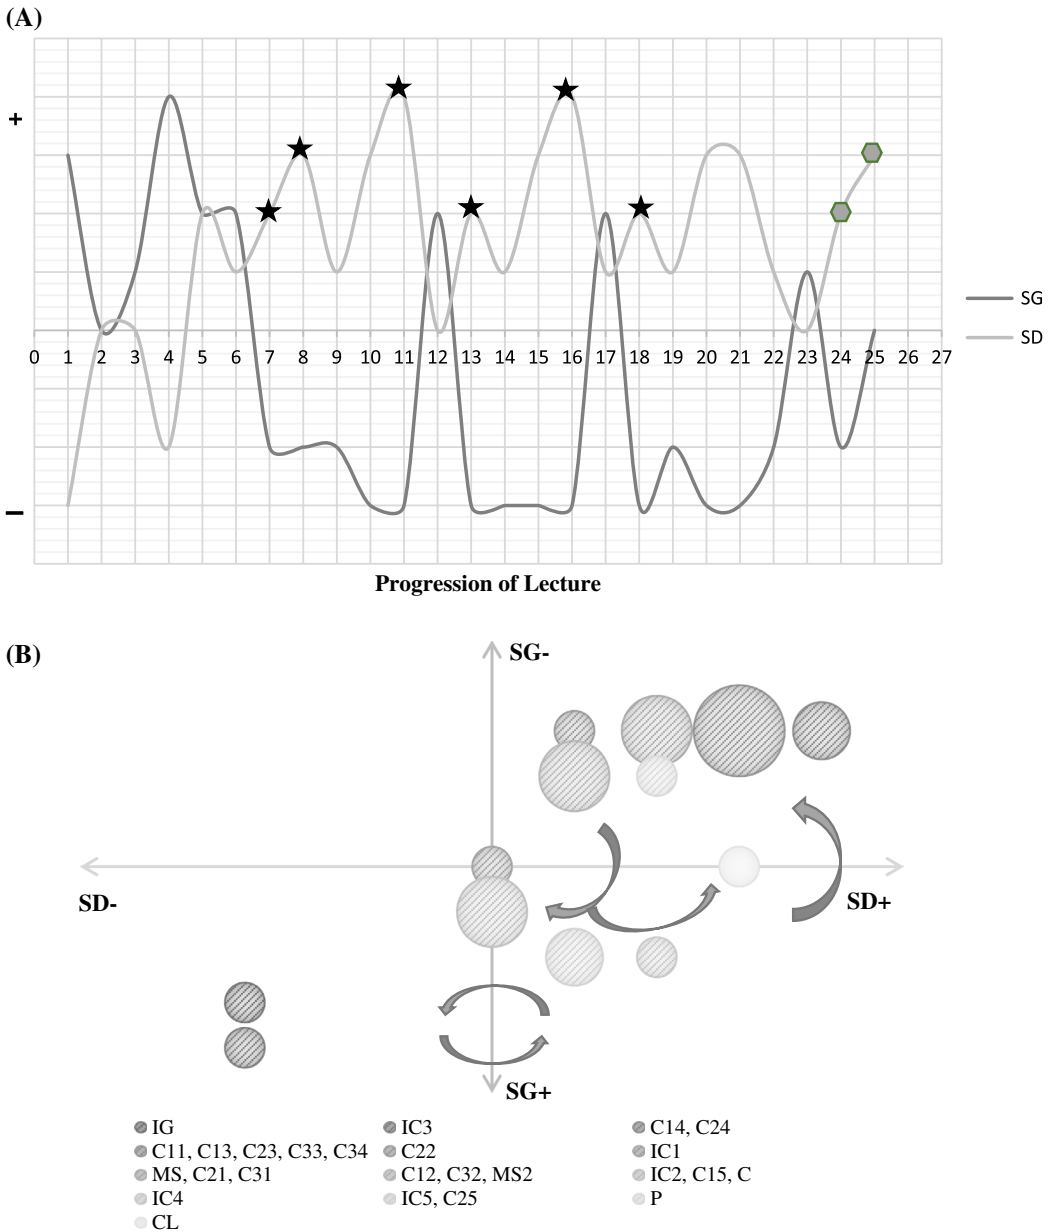 (A)
+
SG
SD
0 1 2 3 4 5 6 7 8 9 10 11 12 13 14 15 16 17 18 19 20 21 22 23 24 25 26 27
–
Progression of Lecture
(B)
SG-
SD-
SD+
SG+
IG IC3 C14, C24
C11, C13, C23, C33, C34 C22 IC1
MS, C21, C31 C12, C32, MS2 IC2, C15, C
IC4 IC5, C25 P
CL